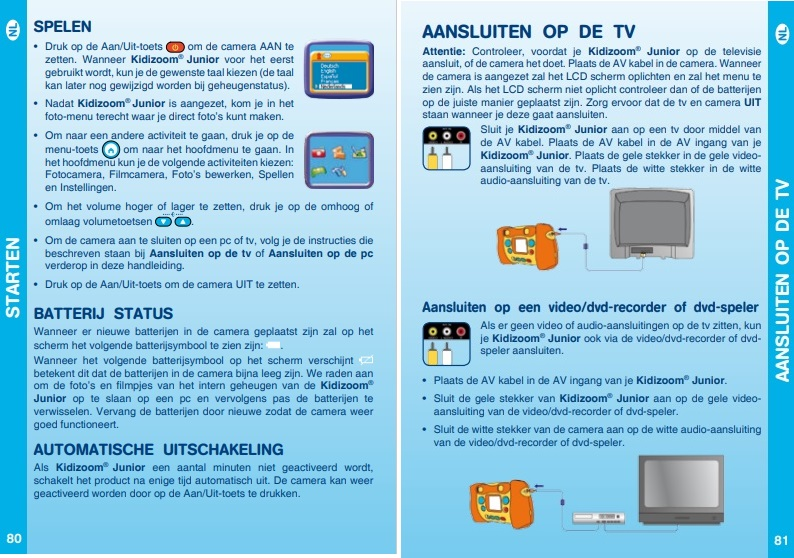 NL
SPELEN
• Druk op de Aan/Uit-toets om de camera AAN te
zetten. Wanneer Kidizoom® Junior voor het eerst
gebruikt wordt, kun je de gewenste taal kiezen (de taal
kan later nog gewijzigd worden bij geheugenstatus).
Deutsch
English
Español
Français
Nederlands
• Nadat Kidizoom® Junior is aangezet, kom je in het
foto-menu terecht waar je direct foto's kunt maken.
• Om naar een andere activiteit te gaan, druk je op de
menu-toets om naar het hoofdmenu te gaan. In
het hoofdmenu kun je de volgende activiteiten kiezen:
Fotocamera, Filmcamera, Foto's bewerken, Spellen
en Instellingen.
• Om het volume hoger of lager te zetten, druk je op de omhoog of
omlaag volumetoetsen .
• Om de camera aan te sluiten op een pc of tv, volg je de instructies die
beschreven staan bij Aansluiten op de tv of Aansluiten op de pc
verderop in deze handleiding.
• Druk op de Aan/Uit-toets om de camera UIT te zetten.
BATTERIJ STATUS
Wanneer er nieuwe batterijen in de camera geplaatst zijn zal op het
scherm het volgende batterijsymbool te zien zijn: .
Wanneer het volgende batterijsymbool op het scherm verschijnt
betekent dit dat de batterijen in de camera bijna leeg zijn. We raden aan
om de foto's en filmpjes van het intern geheugen van de Kidizoom®
Junior op te slaan op een pc en vervolgens pas de batterijen te
verwisselen. Vervang de batterijen door nieuwe zodat de camera weer
goed functioneert.
AUTOMATISCHE UITSCHAKELING
Als Kidizoom® Junior een aantal minuten niet geactiveerd wordt,
schakelt het product na enige tijd automatisch uit. De camera kan weer
geactiveerd worden door op de Aan/Uit-toets te drukken.
STARTEN
80
AANSLUITEN OP DE TV
Attentie: Controleer, voordat je Kidizoom® Junior op de televisie
aansluit, of de camera het doet. Plaats de AV kabel in de camera. Wanneer
de camera is aangezet zal het LCD scherm oplichten en zal het menu te
zien zijn. Als het LCD scherm niet oplicht controleer dan of de batterijen
op de juiste manier geplaatst zijn. Zorg ervoor dat de tv en camera UIT
staan wanneer je deze gaat aansluiten.
Sluit je Kidizoom® Junior aan op een tv door middel van
de AV kabel. Plaats de AV kabel in de AV ingang van je
Kidizoom® Junior. Plaats de gele stekker in de gele video-
aansluiting van de tv. Plaats de witte stekker in de witte
audio-aansluiting van de tv.
Aansluiten op een video/dvd-recorder of dvd-speler
Als er geen video of audio-aansluitingen op de tv zitten, kun
je Kidizoom® Junior ook via de video/dvd-recorder of dvd-
speler aansluiten.
• Plaats de AV kabel in de AV ingang van je Kidizoom® Junior.
• Sluit de gele stekker van Kidizoom® Junior aan op de gele video-
aansluiting van de video/dvd-recorder of dvd-speler.
• Sluit de witte stekker van de camera aan op de witte audio-aansluiting
van de video/dvd-recorder of dvd-speler.
NL
AANSLUITEN OP DE TV
81